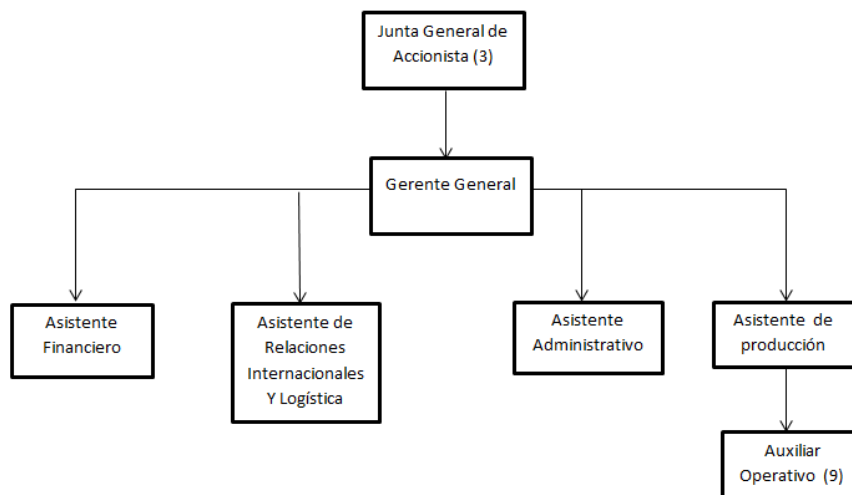 Junta General de
Accionista (3)
Gerente General
Asistente
Financiero
Asistente de
Relaciones
Internacionales
Y Logística
Asistente
Administrativo
Asistente de
producción
Auxiliar
Operativo (9)